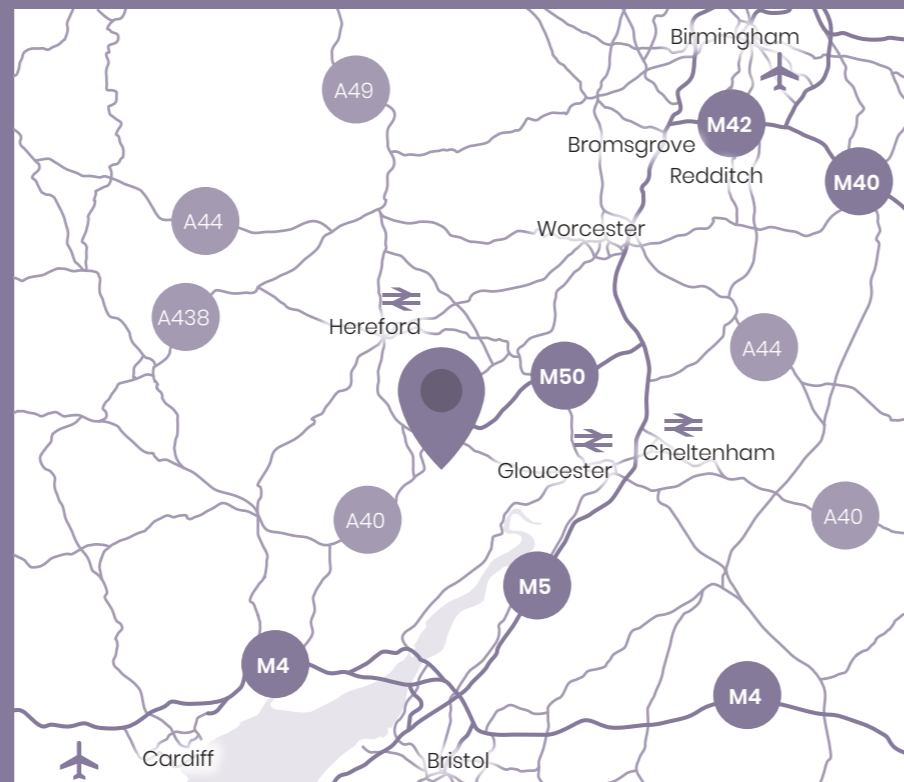 Birmingham
A49
M42
Bromsgrove
Redditch
M40
A44
Worcester
A438
Hereford
A44
M50
Cheltenham
Gloucester
A40
A40
M5
M4
M4
Cardiff
Bristol